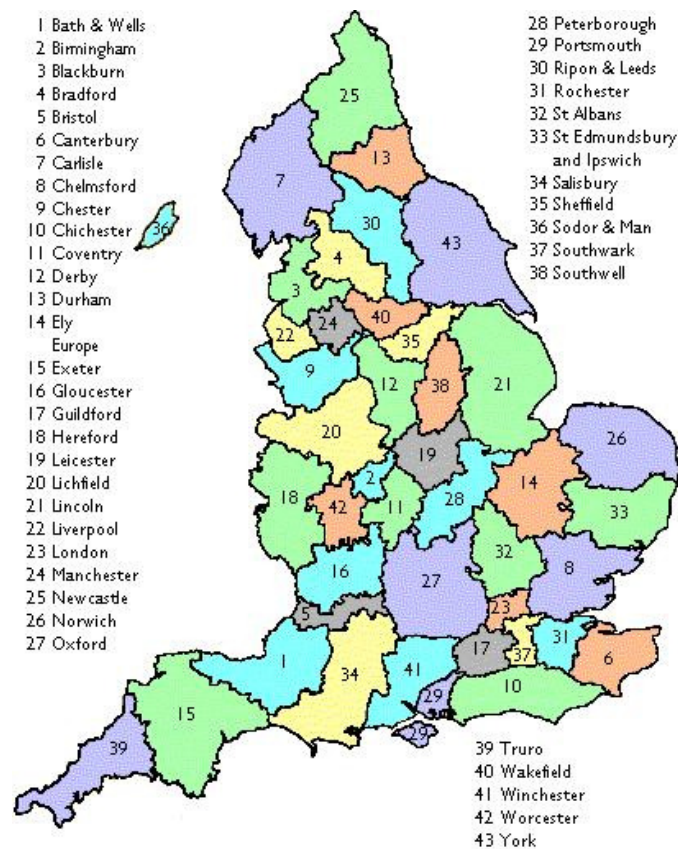 1 Bath & Wells
2 Birmingham
3 Blackburn
4 Bradford
5 Bristol
6 Canterbury
7 Carlisle
8 Chelmsford
9 Chester
10 Chichester
11 Coventry
12 Derby
13 Durham
14 Ely
Europe
15 Exeter
16 Gloucester
17 Guildford
18 Hereford
19 Leicester
20 Lichfield
21 Lincoln
22 Liverpool
23 London
24 Manchester
25 Newcastle
26 Norwich
27 Oxford
28 Peterborough
29 Portsmouth
30 Ripon & Leeds
31 Rochester
32 St Albans
33 St Edmundsbury
and Ipswich
34 Salisbury
35 Sheffield
36 Sodor & Man
37 Southwark
38 Southwell
25
13
7
36
30
43
4
3
40
24
22
35
9
12
38
21
20
26
19
2
18
28
14
42
11
33
32
16
27
8
23
5
31
17
37
6
1
34
41
10
29
15
39
29
39 Truro
40 Wakefield
41 Winchester
42 Worcester
43 York